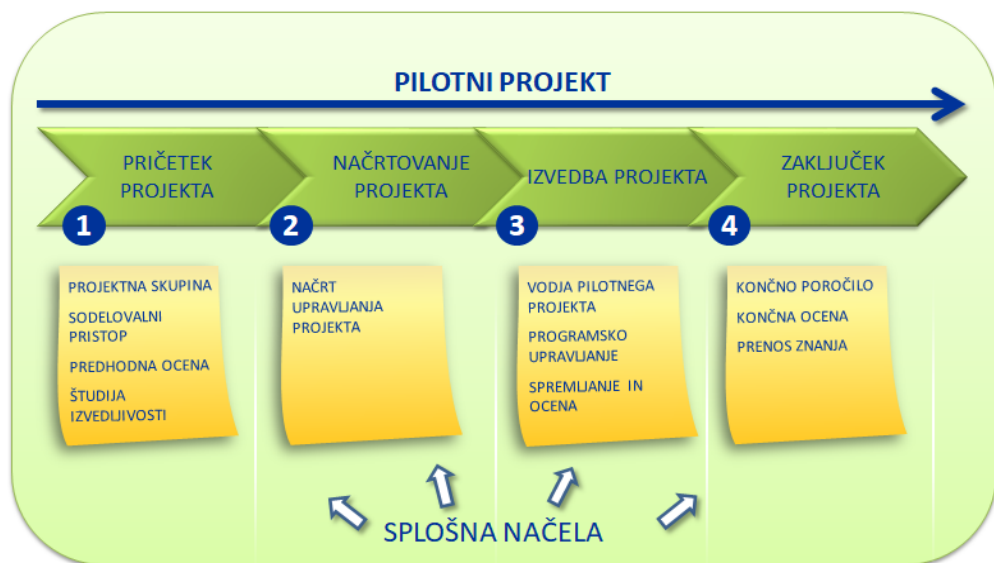 PILOTNI PROJEKT
PRIČETEK
PROJEKTA
1
NAČRTOVANJE
PROJEKTA
2
IZVEDBA PROJEKTA
3
ZAKLJUČEK
PROJEKTA
4
PROJEKTNA SKUPINA
SODELOVALNI
PRISTOP
PREDHODNA OCENA
ŠTUDIJA
IZVEDLJIVOSTI
NAČRT
UPRAVLJANJA
PROJEKTA
VODJA PILOTNEGA
PROJEKTA
PROGRAMSKO
UPRAVLJANJE
SPREMLJANJE IN
OCENA
KONČNO POROČILO
KONČNA OCENA
PRENOS ZNANJA
SPLOŠNA NAČELA